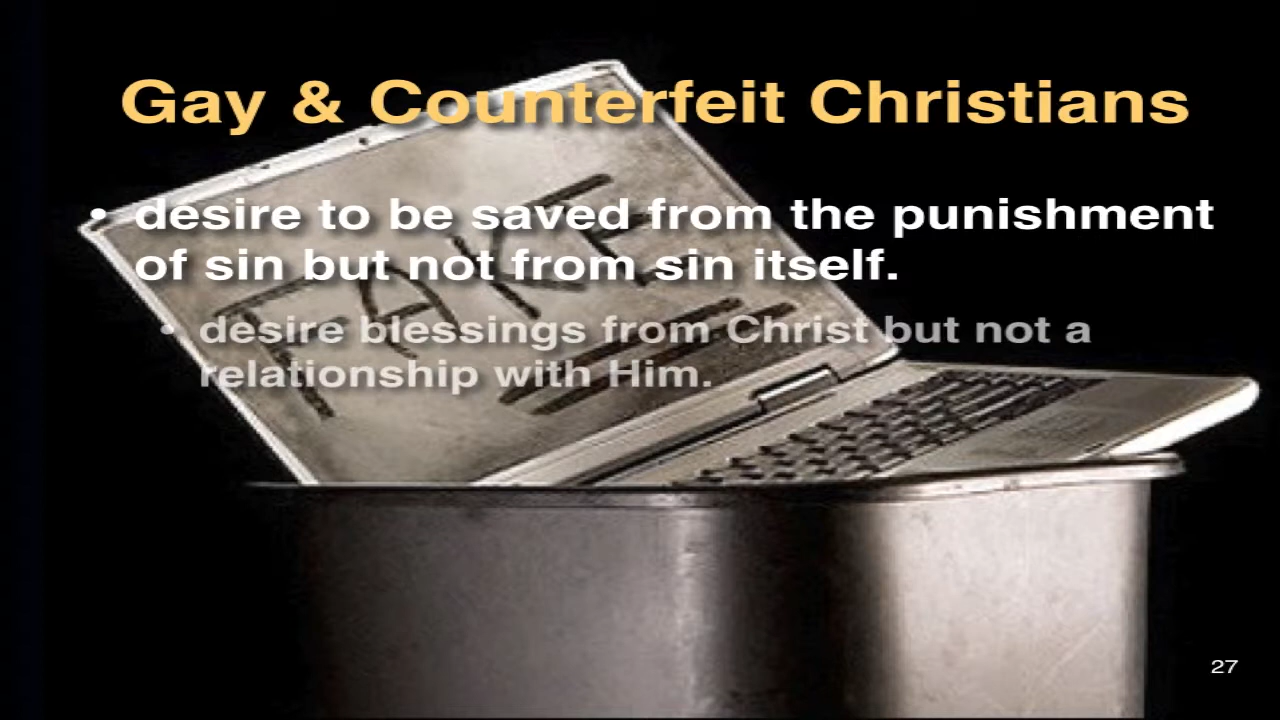 Gay & Counterfeit Christians
• desire to be saved from the punishment
of sin but not from sin itself.
• desire blessings from Christ but not a
relationship with Him.
FAKE
27